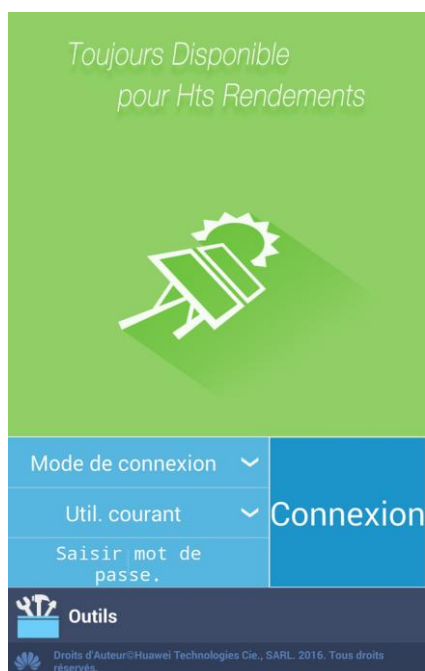 Toujours Disponible
pour Hts Rendements
Mode de connexion
Util. courant
Connexion
Saisir mot de
passe.
Outils
Droits d'Auteur©Huawei Technologies Cie., SARL. 2016. Tous droits
réservés.